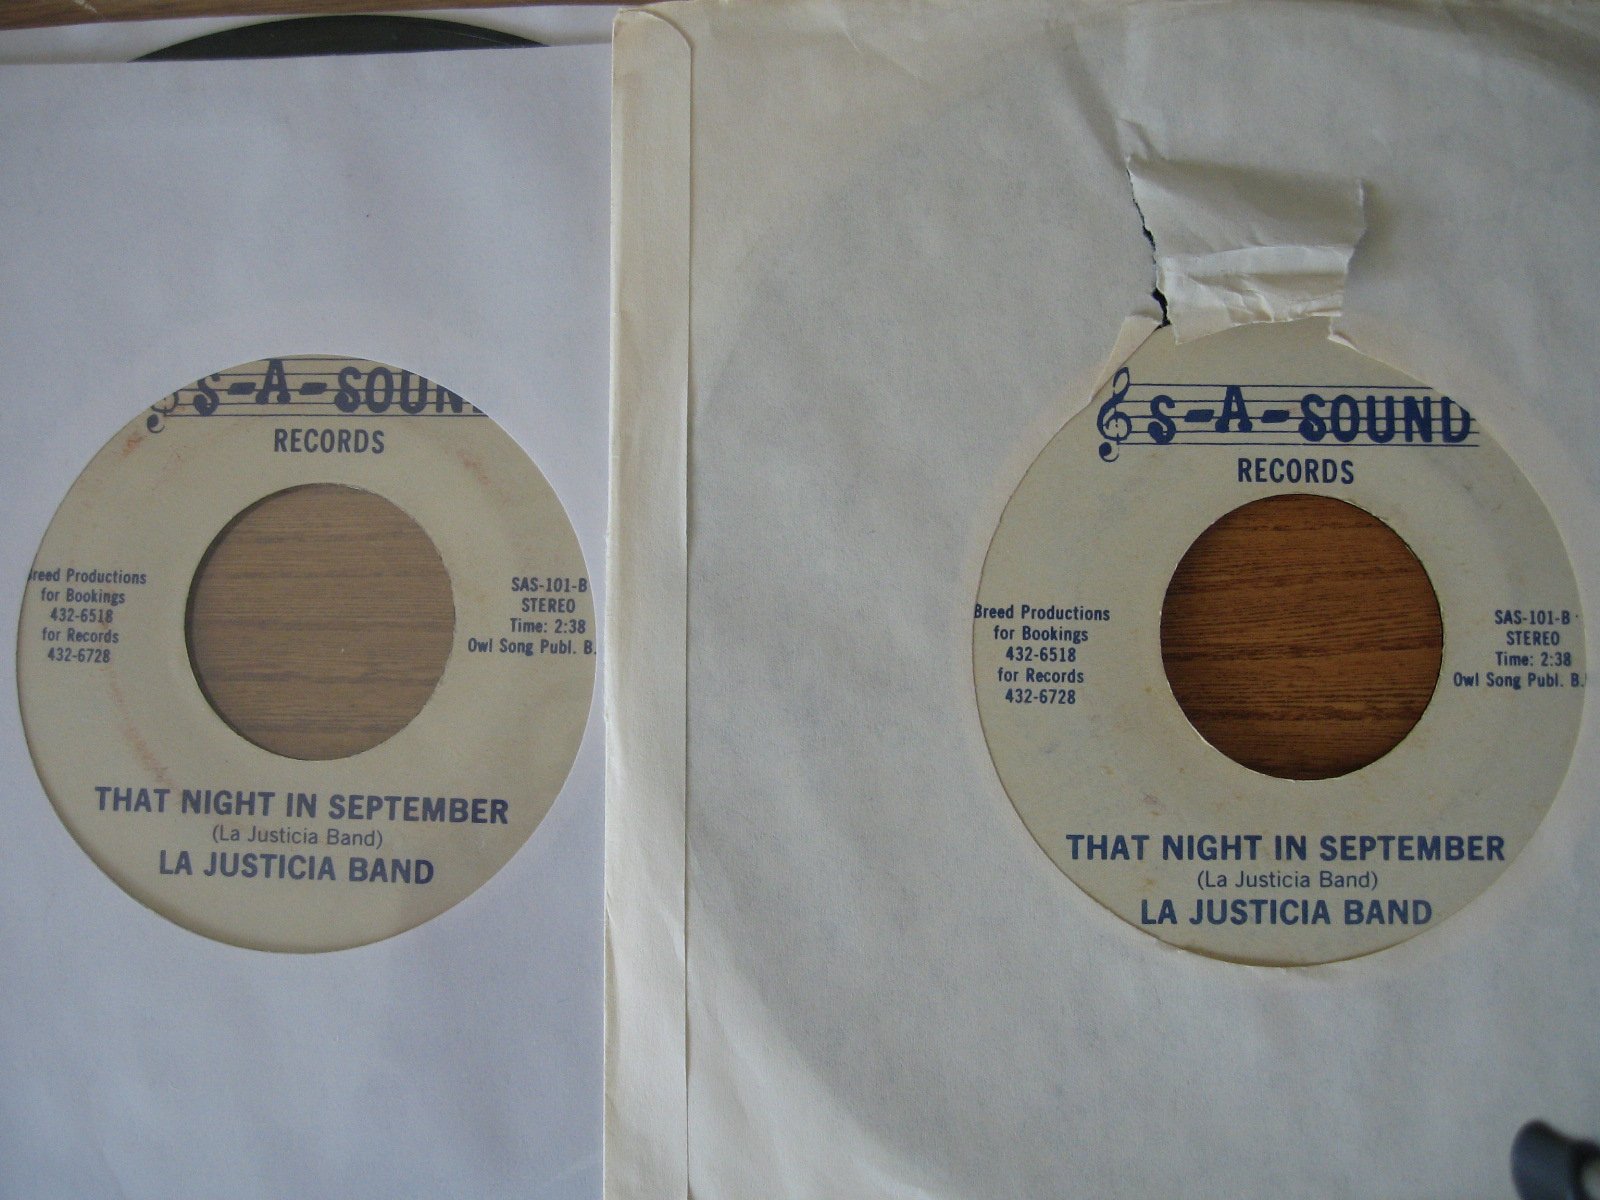 S-A-SOUN
RECORDS
reed Productions
for Bookings
432-6518
for Records
432-6728
SAS-101-B
STEREO
Time: 2:38
Owl Song Publ. B.
THAT NIGHT IN SEPTEMBER
(La Justicia Band)
LA JUSTICIA BAND
S-A-SOUND
RECORDS
Breed Productions
for Bookings
432-6518
for Records
432-6728
SAS-101-B
STEREO
Time: 2:38
Owl Song Publ. B.
THAT NIGHT IN SEPTEMBER
(La Justicia Band)
LA JUSTICIA BAND